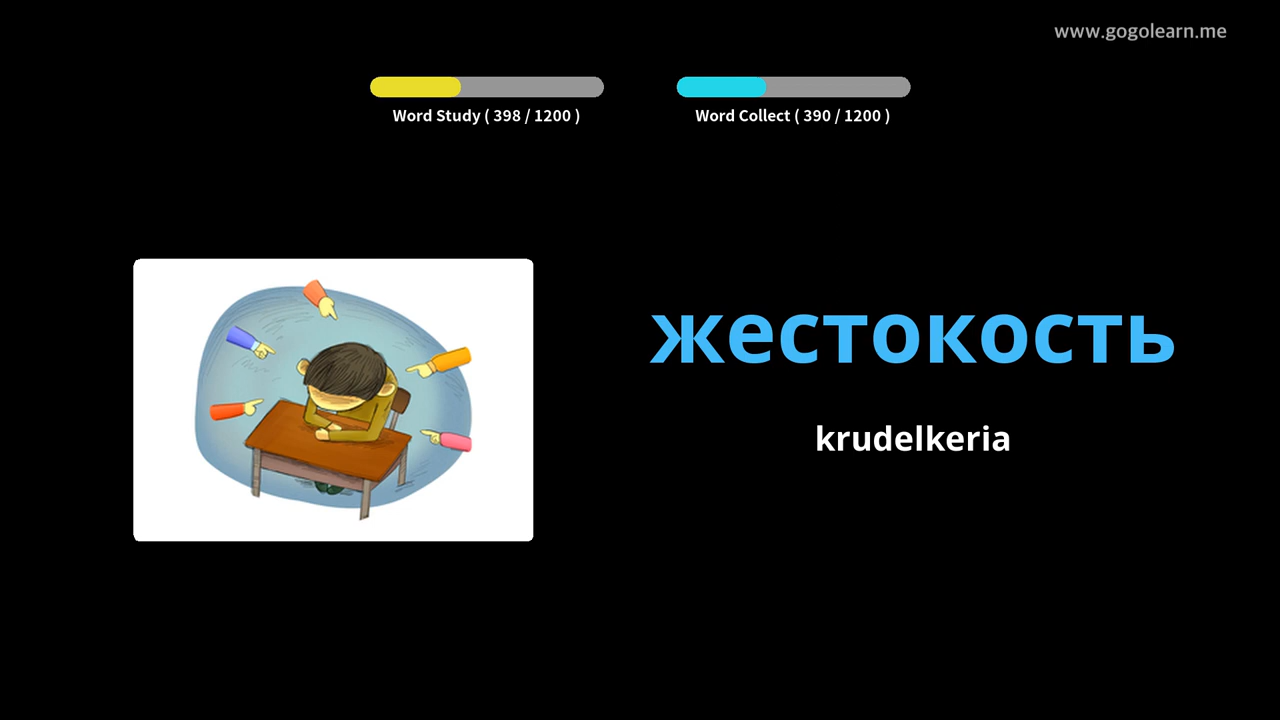 www.gogolearn.me
Word Study ( 398 / 1200 )
Word Collect ( 390 / 1200 )
жестокость
krudelkeria